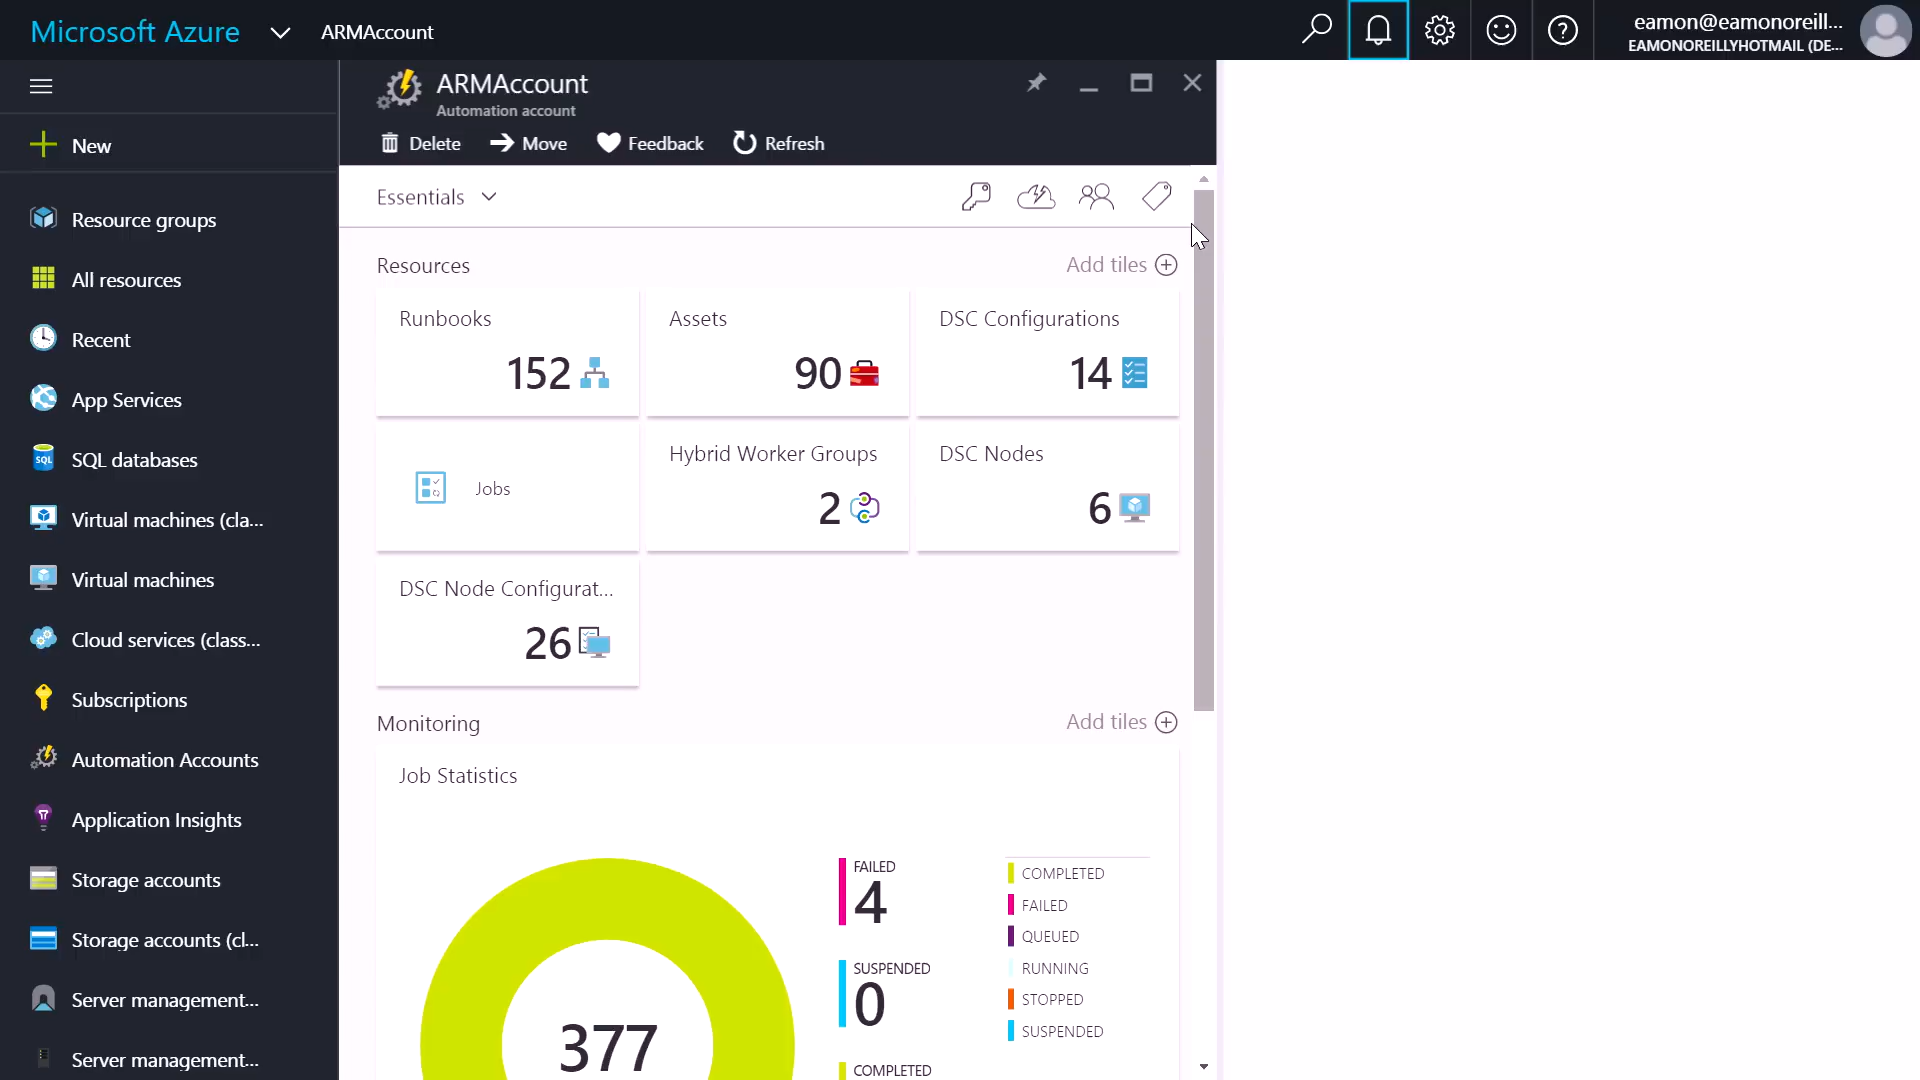 Microsoft Azure
ARMAccount
eamon@eamonoreill...
EAMONOREILLYHOTMAIL (DE...
New
Resource groups
All resources
Recent
App Services
SQL
SQL databases
Virtual machines (cla...
Virtual machines
Cloud services (class...
Subscriptions
Automation Accounts
Application Insights
Storage accounts
Storage accounts (cl...
Server management...
Server management...
ARMAccount
Automation account
Delete
Move
Feedback
Refresh
Essentials
Resources
Add tiles
Runbooks
152
Assets
90
DSC Configurations
14
Jobs
Hybrid Worker Groups
2
DSC Nodes
6
DSC Node Configurat...
26
Monitoring
Add tiles
Job Statistics
377
FAILED
4
SUSPENDED
0
COMPLETED
COMPLETED
FAILED
QUEUED
RUNNING
STOPPED
SUSPENDED